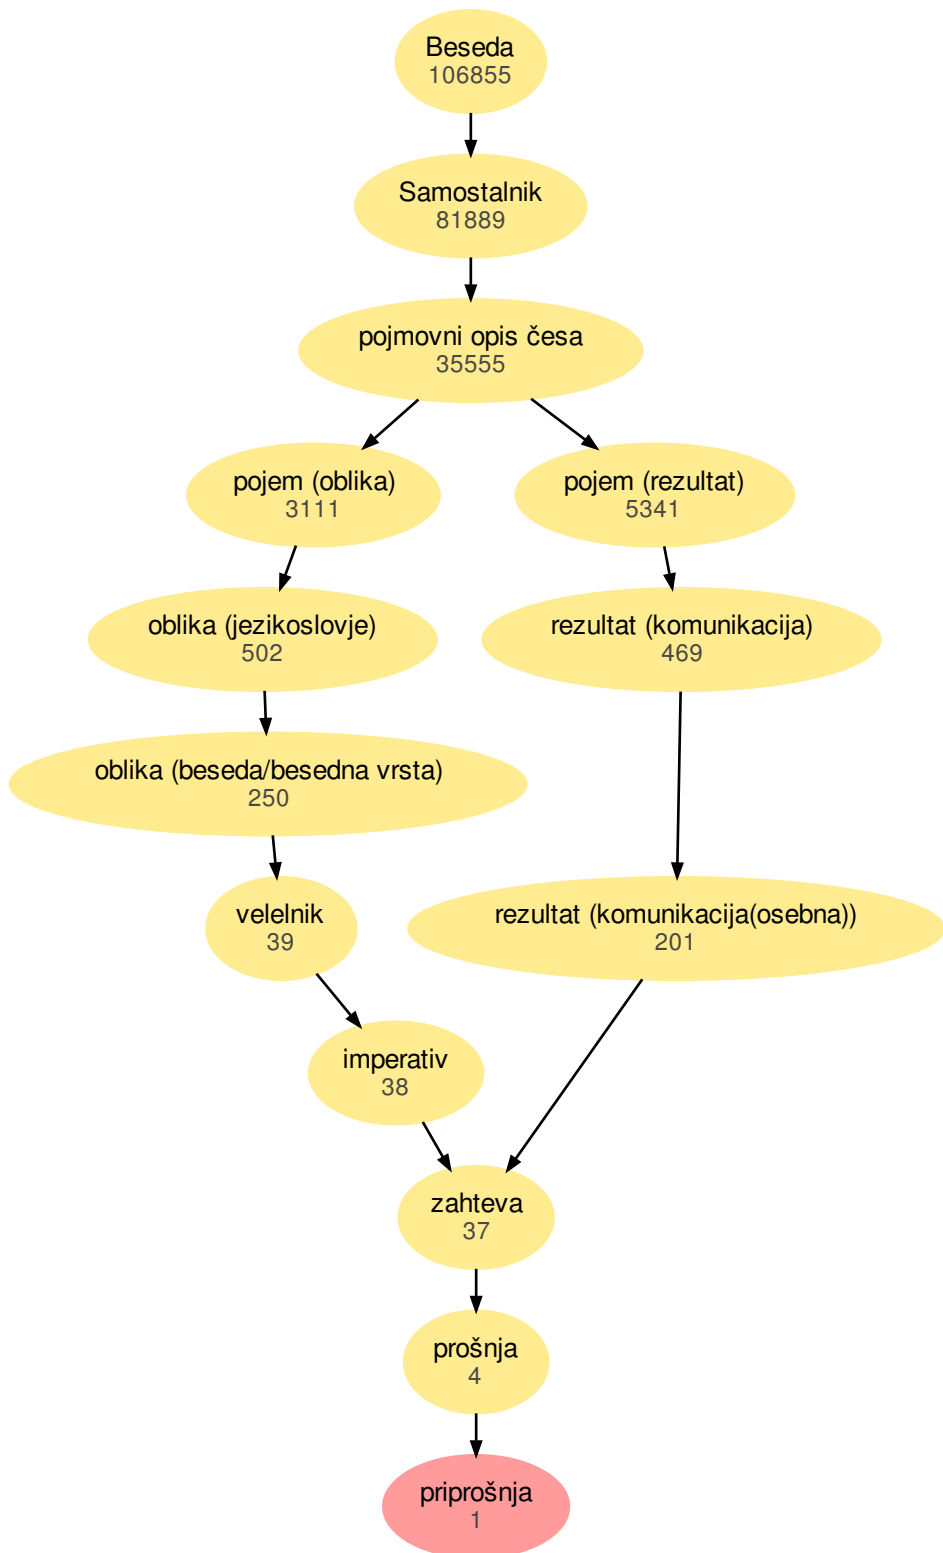 Beseda
106855
Samostalnik
81889
pojmovni opis česa
35555
pojem (oblika)
3111
pojem (rezultat)
5341
oblika (jezikoslovje)
502
rezultat (komunikacija)
469
oblika (beseda/besedna vrsta)
250
velelnik
39
rezultat (komunikacija(osebna))
201
imperativ
38
zahteva
37
prošnja
4
priprošnja
1